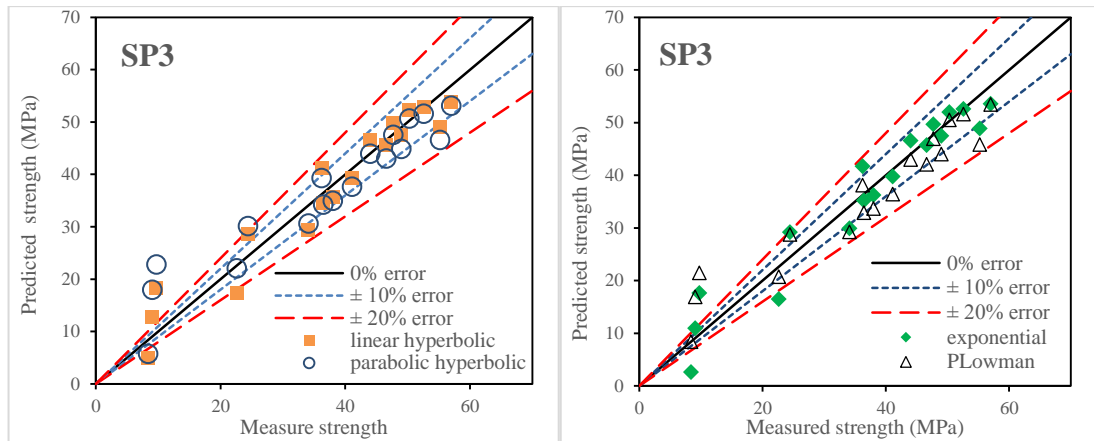 SP3
Predicted strength (MPa)
70
60
50
40
30
20
10
0
0% error
± 10% error
± 20% error
linear hyperbolic
parabolic hyperbolic
0 20 40 60
Measure strength
SP3
Predicted strength (MPa)
70
60
50
40
30
20
10
0
0% error
± 10% error
± 20% error
exponential
PLowman
0 20 40 60
Measured strength (MPa)